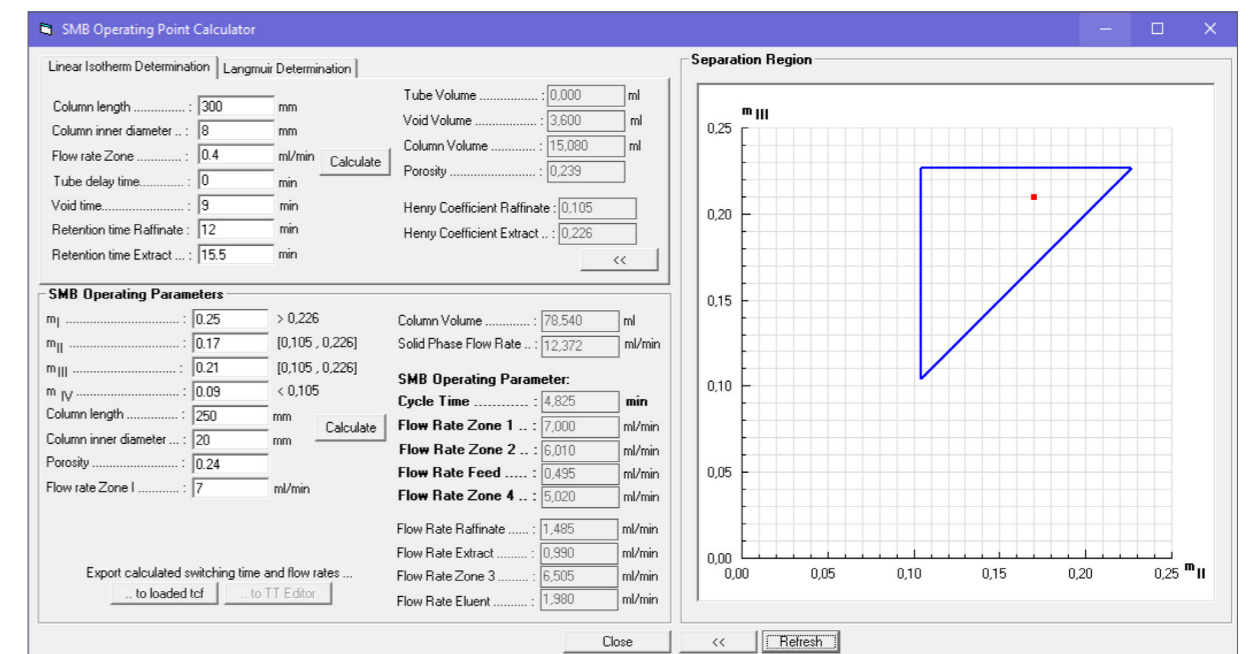 SMB Operating Point Calculator
Linear Isotherm Determination
Langmuir Determination
Column length ............... : 300 mm
Column inner diameter .. : 8 mm
Flow rate Zone ............ : 0.4 ml/min
Tube delay time............ : 0 min
Void time....................... : 9 min
Retention time Raffinate : 12 min
Retention time Extract ... : 15.5 min
Calculate
Tube Volume ................ : 0,000 ml
Void Volume ................. : 3,600 ml
Column Volume ............ : 15,080 ml
Porosity ........................ : 0,239
Henry Coefficient Raffinate : 0,105
Henry Coefficient Extract .. : 0,226
<<
SMB Operating Parameters
m I ............................... : 0.25 > 0,226
m II .............................. : 0.17 [0,105 , 0,226]
m III ............................. : 0.21 [0,105 , 0,226]
m IV ............................. : 0.09 < 0,105
Column length .............. : 250 mm
Column inner diameter ... : 20 mm
Porosity ........................ : 0.24
Flow rate Zone I ............ : 7 ml/min
Calculate
Export calculated switching time and flow rates ...
.. to loaded tcf
.. to TT Editor
Column Volume ............ : 78,540 ml
Solid Phase Flow Rate .. : 12,372 ml/min
SMB Operating Parameter:
Cycle Time ............ : 4,825 min
Flow Rate Zone 1 .. : 7,000 ml/min
Flow Rate Zone 2 .. : 6,010 ml/min
Flow Rate Feed ..... : 0,495 ml/min
Flow Rate Zone 4 .. : 5,020 ml/min
Flow Rate Raffinate ...... : 1,485 ml/min
Flow Rate Extract ......... : 0,990 ml/min
Flow Rate Zone 3 ......... : 6,505 ml/min
Flow Rate Eluent .......... : 1,980 ml/min
Close
Separation Region
m III
0,25
0,20
0,15
0,10
0,05
0,00
0,00 0,05 0,10 0,15 0,20 0,25 m II
<<
Refresh